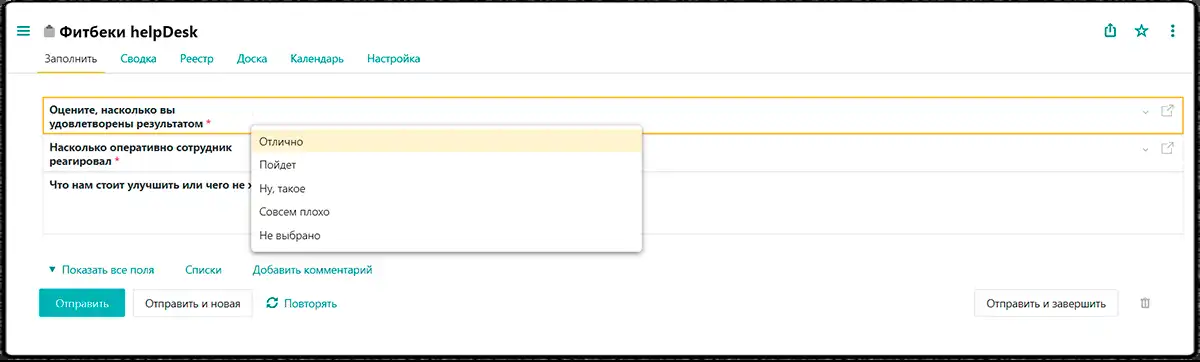 Фитбеки helpDesk
Заполнить Сводка Реестр Доска Календарь Настройка
Оцените, насколько вы
удовлетворены результатом *
Отлично
Пойдет
Ну, такое
Совсем плохо
Не выбрано
Насколько оперативно сотрудник
реагировал *
Что нам стоит улучшить или чего не
▼ Показать все поля Списки Добавить комментарий
Отправить Отправить и новая Повторять Отправить и завершить